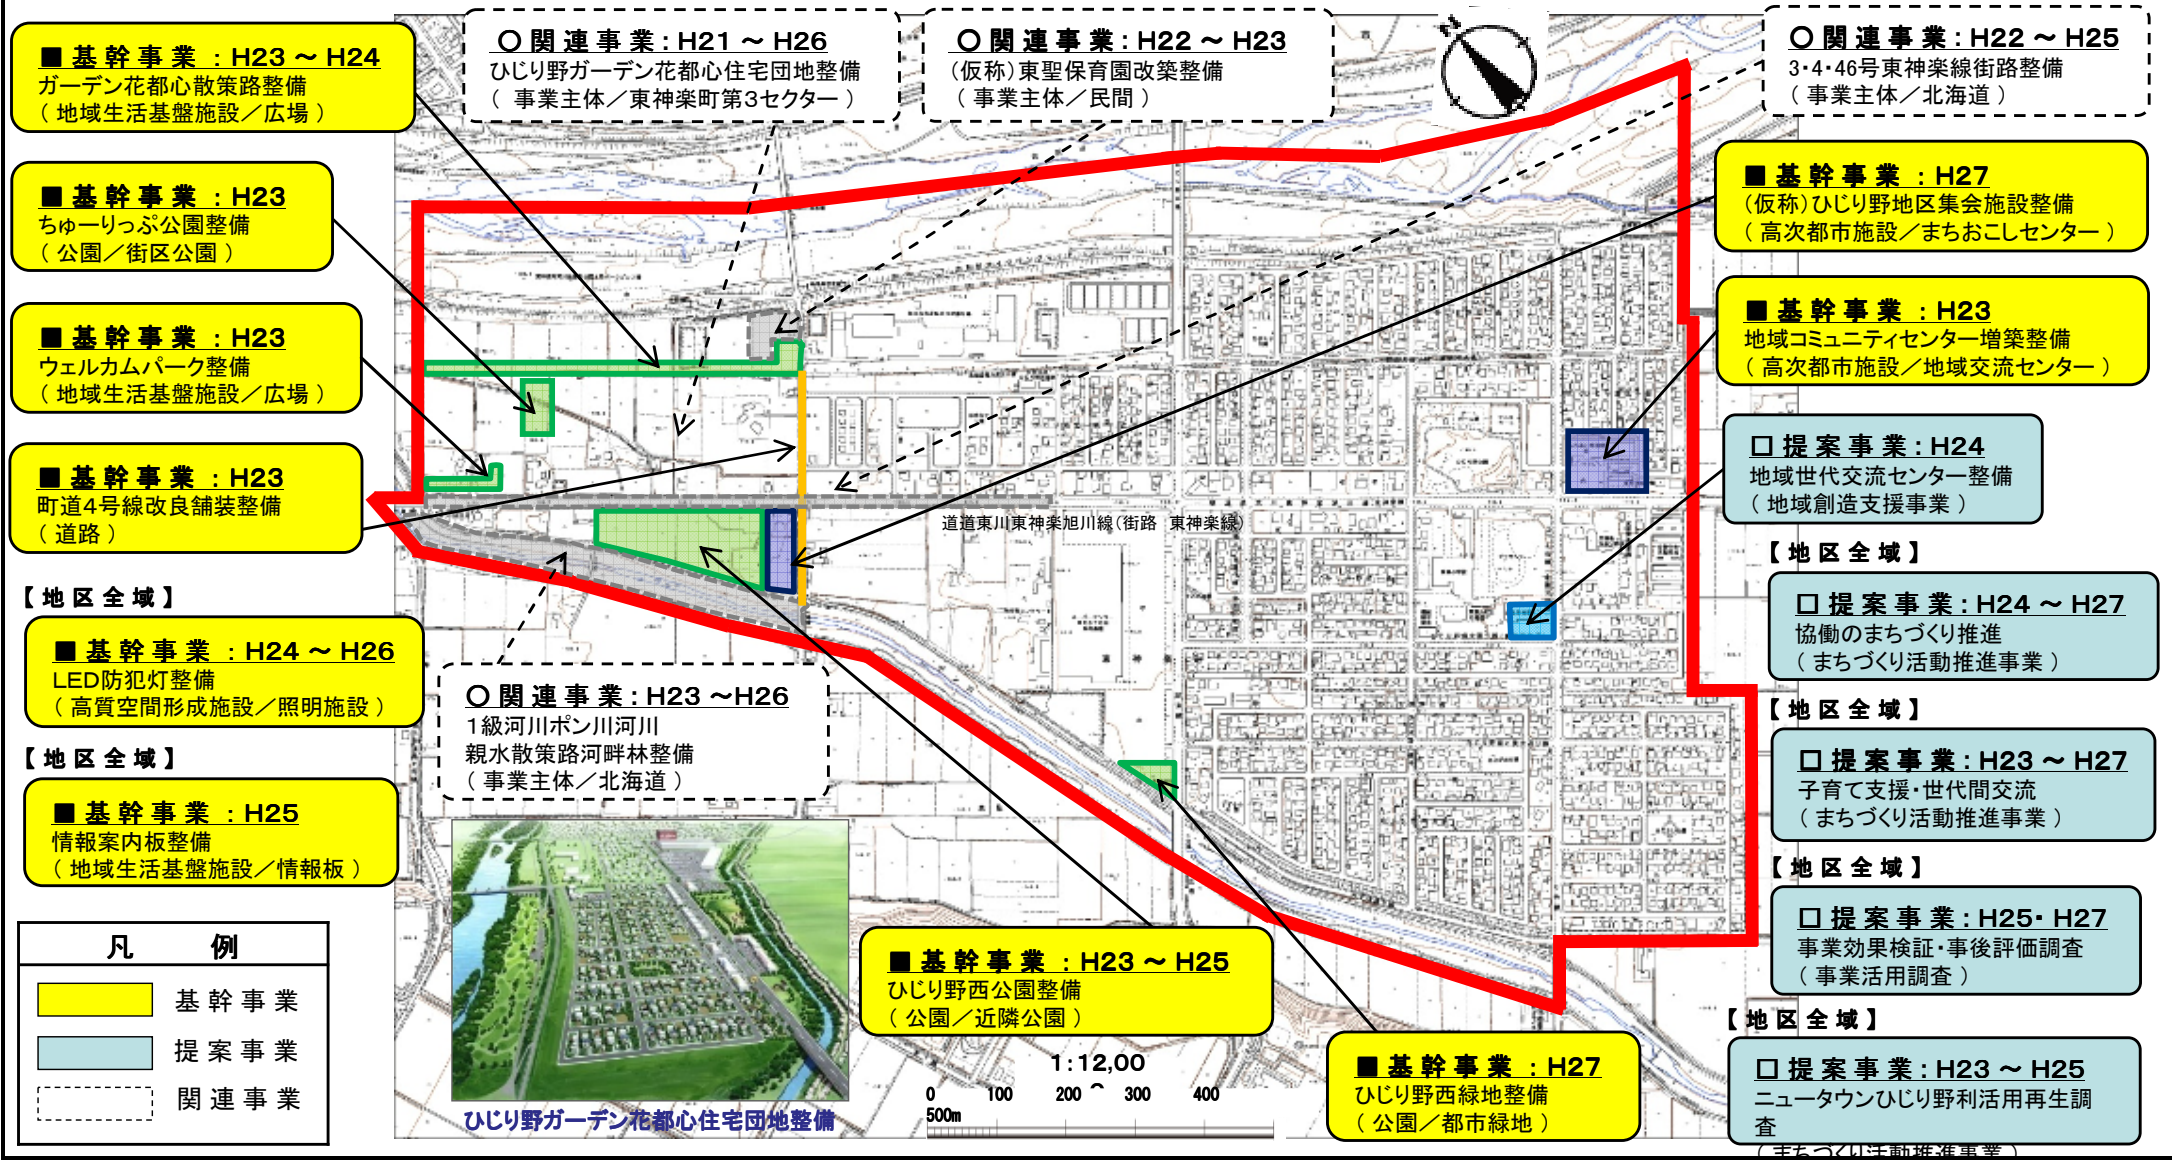 ■ 基 幹 事 業 : H23 ～ H24
ガーデン花都心散策路整備
( 地域生活基盤施設／広場 )
■ 基 幹 事 業 : H23
ちゅーりっぷ公園整備
( 公園／街区公園 )
■ 基 幹 事 業 : H23
ウェルカムパーク整備
( 地域生活基盤施設／広場 )
■ 基 幹 事 業 : H23
町道4号線改良舗装整備
( 道路 )
【 地 区 全 域 】
■ 基 幹 事 業 : H24 ～ H26
LED防犯灯整備
( 高質空間形成施設／照明施設 )
【 地 区 全 域 】
■ 基 幹 事 業 : H25
情報案内板整備
( 地域生活基盤施設／情報板 )
凡 例
基 幹 事 業
提 案 事 業
関 連 事 業
○ 関 連 事 業 : H21 ～ H26
ひじり野ガーデン花都心住宅団地整備
( 事業主体／東神楽町第3セクター )
○ 関 連 事 業 : H22 ～ H23
(仮称)東聖保育園改築整備
( 事業主体／民間 )
○ 関 連 事 業 : H22 ～ H25
3・4・46号東神楽線街路整備
( 事業主体／北海道 )
道道東川東神楽旭川線(街路 東神楽線)
○ 関 連 事 業 : H23 ～H26
1級河川ポン川河川
親水散策路河畔林整備
( 事業主体／北海道 )
ひじり野ガーデン花都心住宅団地整備
■ 基 幹 事 業 : H23 ～ H25
ひじり野西公園整備
( 公園／近隣公園 )
1:12,00
0 100 200 300 400
500m
■ 基 幹 事 業 : H27
ひじり野西緑地整備
( 公園／都市緑地 )
■ 基 幹 事 業 : H27
(仮称)ひじり野地区集会施設整備
( 高次都市施設／まちおこしセンター )
■ 基 幹 事 業 : H23
地域コミュニティセンター増築整備
( 高次都市施設／地域交流センター )
□ 提 案 事 業 : H24
地域世代交流センター整備
( 地域創造支援事業 )
【 地 区 全 域 】
□ 提 案 事 業 : H24 ～ H27
協働のまちづくり推進
( まちづくり活動推進事業 )
【 地 区 全 域 】
□ 提 案 事 業 : H23 ～ H27
子育て支援・世代間交流
( まちづくり活動推進事業 )
【 地 区 全 域 】
□ 提 案 事 業 : H25・ H27
事業効果検証・事後評価調査
( 事業活用調査 )
【 地 区 全 域 】
□ 提 案 事 業 : H23 ～ H25
ニュータウンひじり野利活用再生調
査
( まちづくり活動推進事業 )